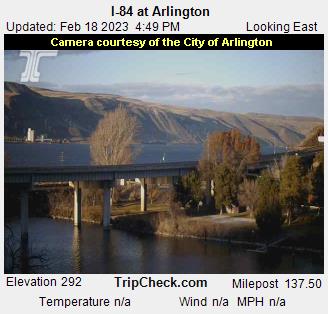 I-84 at Arlington
Updated: Feb 18 2023 4:49 PM Looking East
Camera courtesy of the City of Arlington
Elevation 292 TripCheck.com Milepost 137.50
Temperature n/a Wind n/a MPH n/a